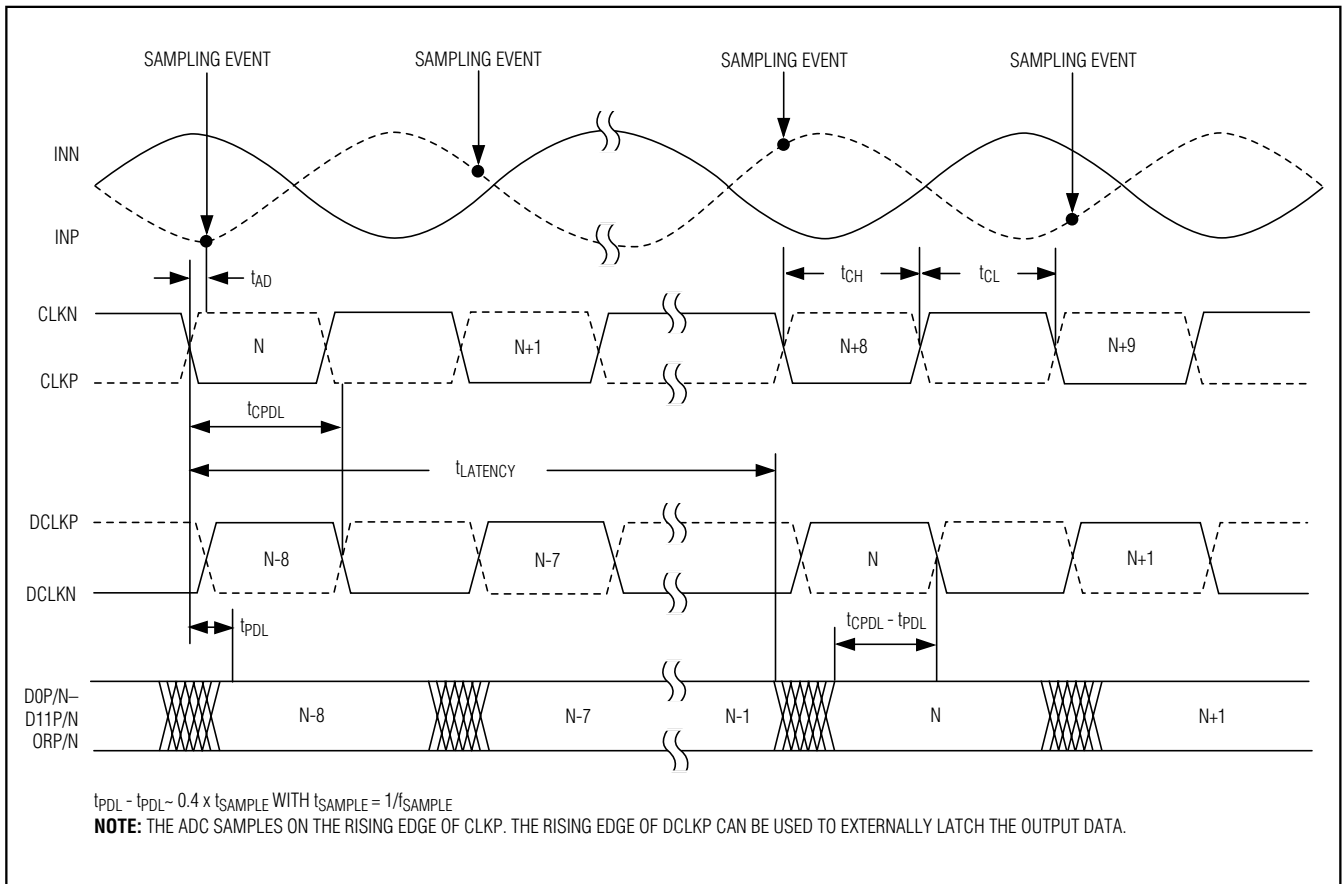 SAMPLING EVENT SAMPLING EVENT SAMPLING EVENT SAMPLING EVENT
INN
INP
tAD
tCH
tCL
CLKN
N
N+1
N+8
N+9
CLKP
tCPDL
tLATENCY
DCLKP
N-8
N-7
N
N+1
DCLKN
tPDL
tCPDL - tPDL
D0P/N–
D11P/N
ORP/N
N-8
N-7
N-1
N
N+1
tPDL - tPDL~ 0.4 x tSAMPLE WITH tSAMPLE = 1/fSAMPLE
NOTE: THE ADC SAMPLES ON THE RISING EDGE OF CLKP. THE RISING EDGE OF DCLKP CAN BE USED TO EXTERNALLY LATCH THE OUTPUT DATA.